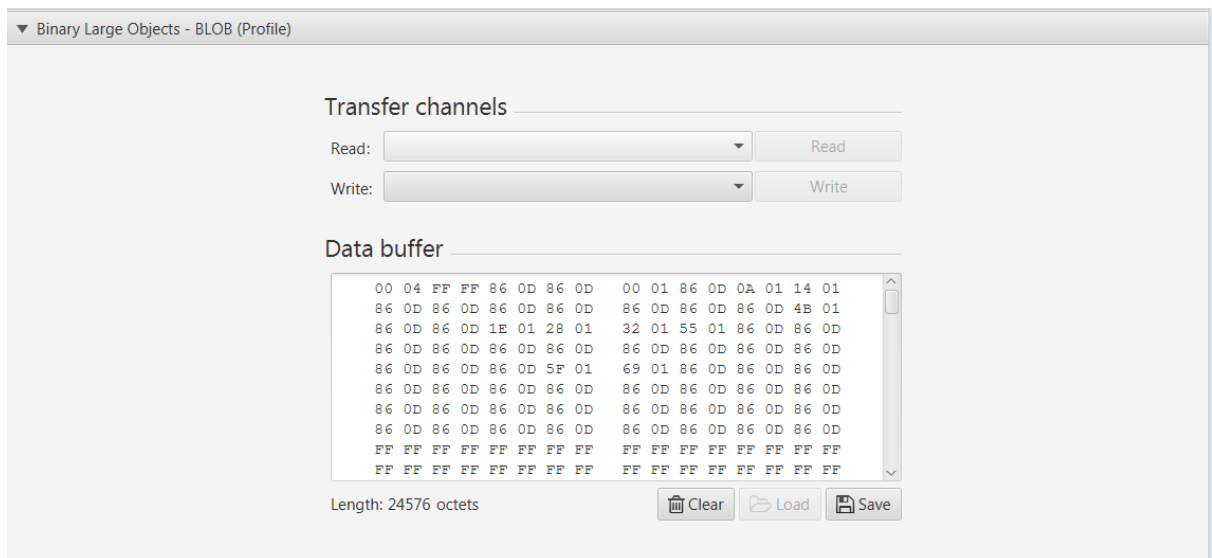 Binary Large Objects - BLOB (Profile)
Transfer channels
Read: Read
Write: Write
Data buffer
00 04 FF FF 86 0D 86 0D 00 01 86 0D 0A 01 14 01
86 0D 86 0D 86 0D 86 0D 86 0D 86 0D 86 0D 4B 01
86 0D 86 0D 1E 01 28 01 32 01 55 01 86 0D 86 0D
86 0D 86 0D 86 0D 86 0D 86 0D 86 0D 86 0D 86 0D
86 0D 86 0D 86 0D 5F 01 69 01 86 0D 86 0D 86 0D
86 0D 86 0D 86 0D 86 0D 86 0D 86 0D 86 0D 86 0D
86 0D 86 0D 86 0D 86 0D 86 0D 86 0D 86 0D 86 0D
86 0D 86 0D 86 0D 86 0D 86 0D 86 0D 86 0D 86 0D
FF FF FF FF FF FF FF FF FF FF FF FF FF FF FF FF
FF FF FF FF FF FF FF FF FF FF FF FF FF FF FF FF
Length: 24576 octets Clear Load Save